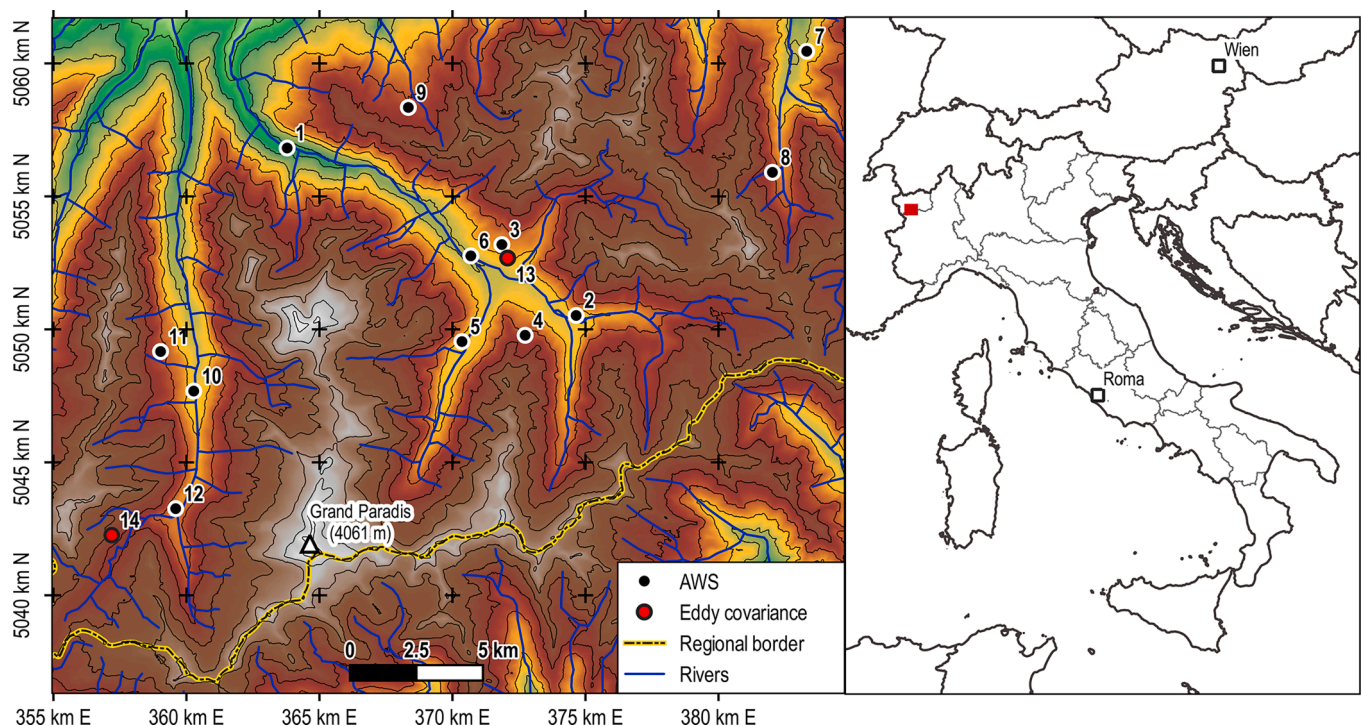 5060 km N
5055 km N
5050 km N
5045 km N
5040 km N
355 km E
360 km E
365 km E
370 km E
375 km E
380 km E
7
9
1
8
3
6
13
2
4
5
11
10
12
14
Grand Paradis
(4061 m)
0 2.5 5 km
AWS
Eddy covariance
Regional border
Rivers
Wien
Roma